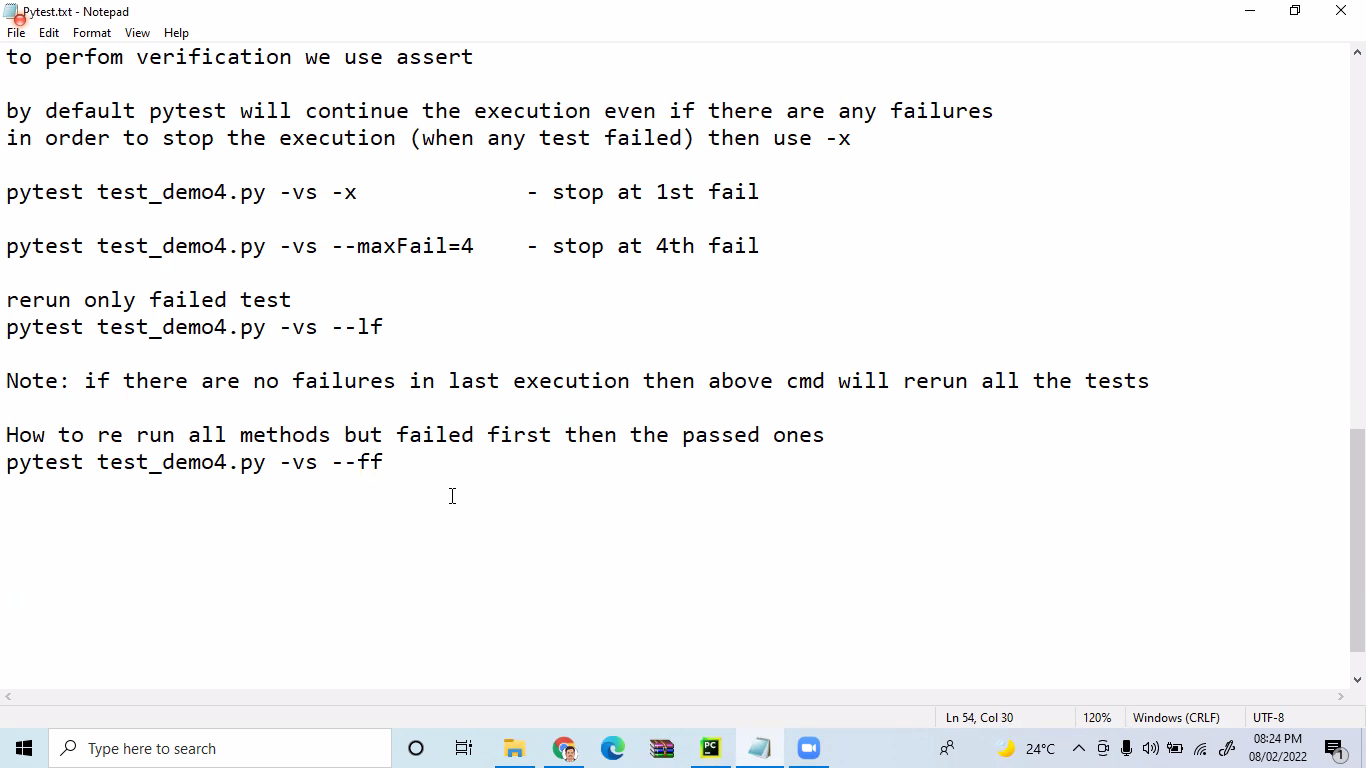 Pytest.txt - Notepad
File Edit Format View Help
to perfom verification we use assert
by default pytest will continue the execution even if there are any failures
in order to stop the execution (when any test failed) then use -x
pytest test_demo4.py -vs -x - stop at 1st fail
pytest test_demo4.py -vs --maxFail=4 - stop at 4th fail
rerun only failed test
pytest test_demo4.py -vs --lf
Note: if there are no failures in last execution then above cmd will rerun all the tests
How to re run all methods but failed first then the passed ones
pytest test_demo4.py -vs --ff
Ln 54, Col 30 120% Windows (CRLF) UTF-8
Type here to search
PC
24°C
08:24 PM
08/02/2022
1